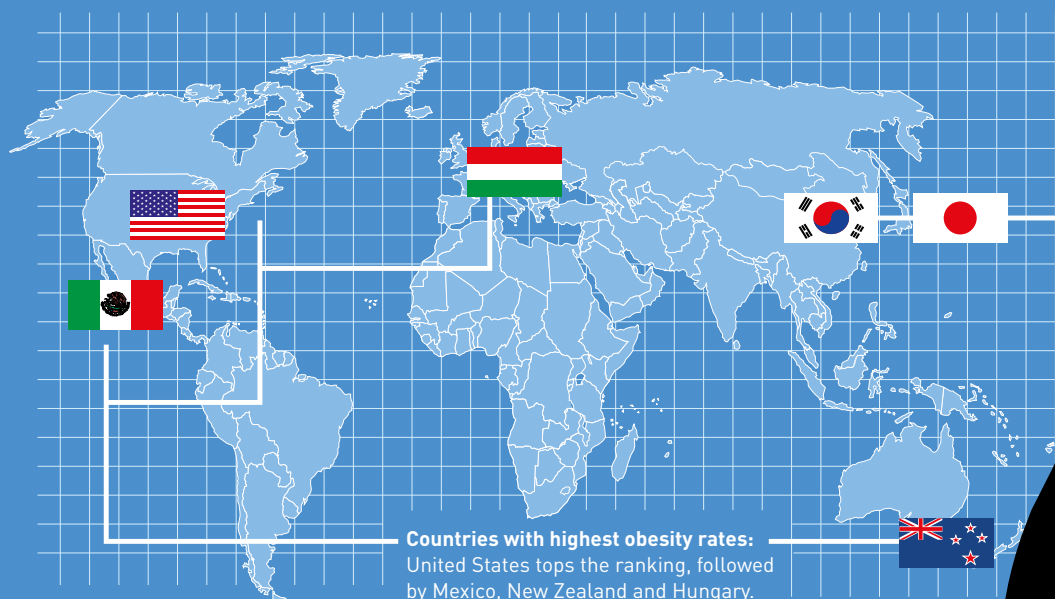 Countries with highest obesity rates:
United States tops the ranking, followed
by Mexico, New Zealand and Hungary.